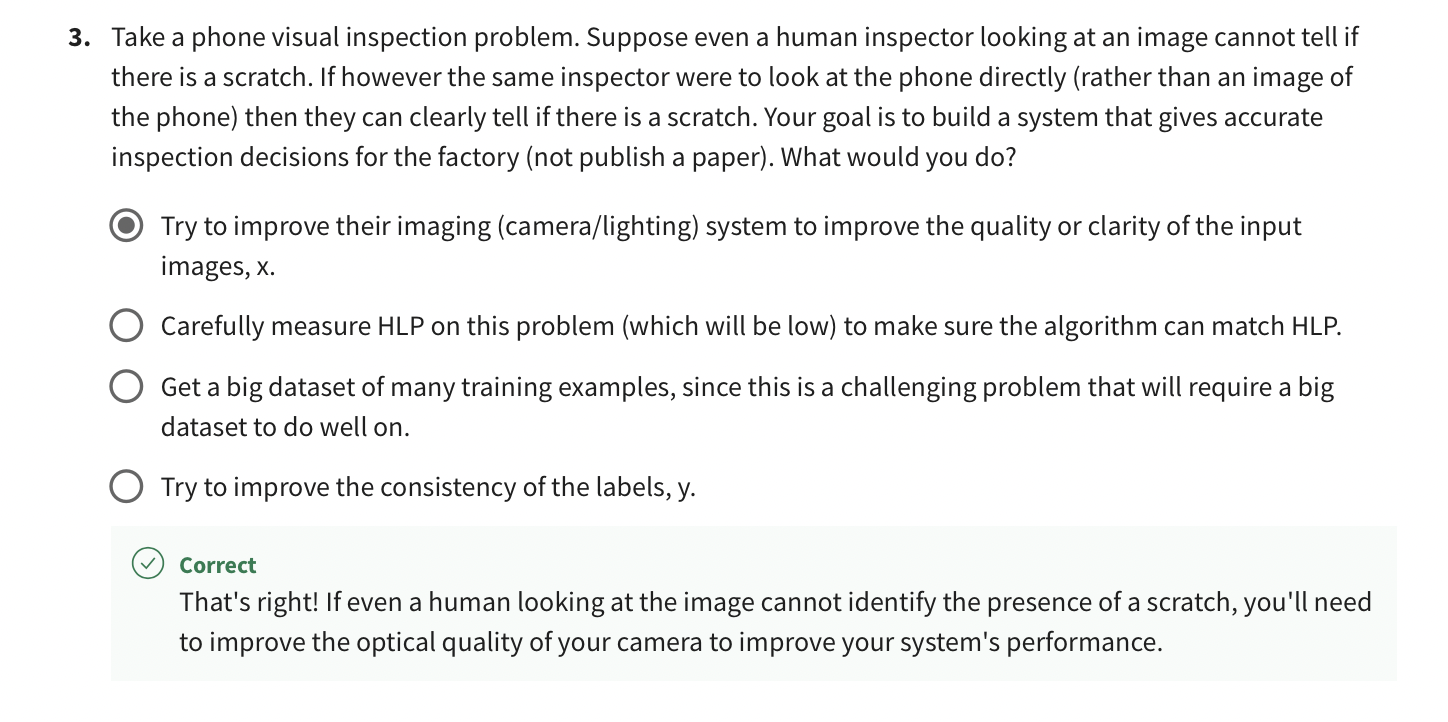 3. Take a phone visual inspection problem. Suppose even a human inspector looking at an image cannot tell if
there is a scratch. If however the same inspector were to look at the phone directly (rather than an image of
the phone) then they can clearly tell if there is a scratch. Your goal is to build a system that gives accurate
inspection decisions for the factory (not publish a paper). What would you do?
Try to improve their imaging (camera/lighting) system to improve the quality or clarity of the input
images, x.
Carefully measure HLP on this problem (which will be low) to make sure the algorithm can match HLP.
Get a big dataset of many training examples, since this is a challenging problem that will require a big
dataset to do well on.
Try to improve the consistency of the labels, y.
Correct
That's right! If even a human looking at the image cannot identify the presence of a scratch, you'll need
to improve the optical quality of your camera to improve your system's performance.